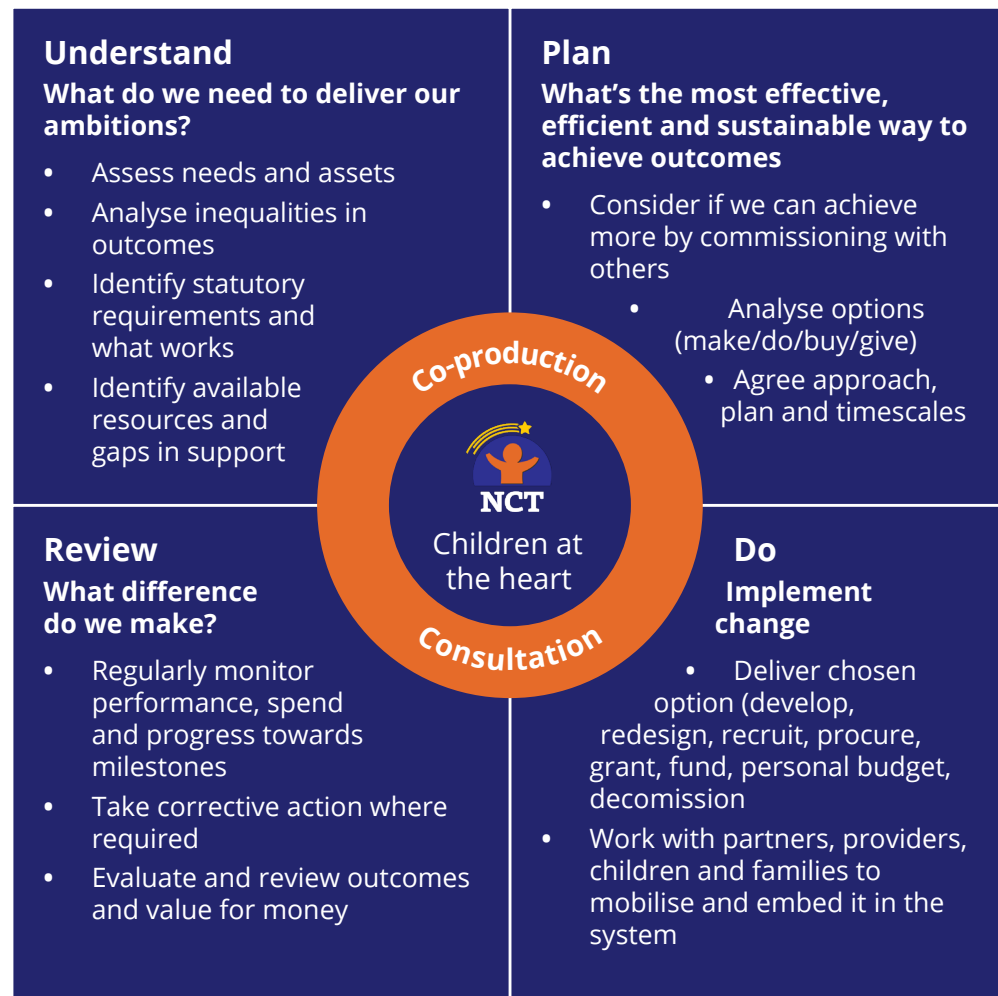 Understand
What do we need to deliver our
ambitions?
• Assess needs and assets
• Analyse inequalities in
outcomes
• Identify statutory
requirements and
what works
• Identify available
resources and
gaps in support
Plan
What’s the most effective,
efficient and sustainable way to
achieve outcomes
• Consider if we can achieve
more by commissioning with
others
• Analyse options
(make/do/buy/give)
• Agree approach,
plan and timescales
Co-production
NCT
Children at
the heart
Consultation
Review
What difference
do we make?
• Regularly monitor
performance, spend
and progress towards
milestones
• Take corrective action where
required
• Evaluate and review outcomes
and value for money
Do
Implement
change
• Deliver chosen
option (develop,
redesign, recruit, procure,
grant, fund, personal budget,
decomission
• Work with partners, providers,
children and families to
mobilise and embed it in the
system